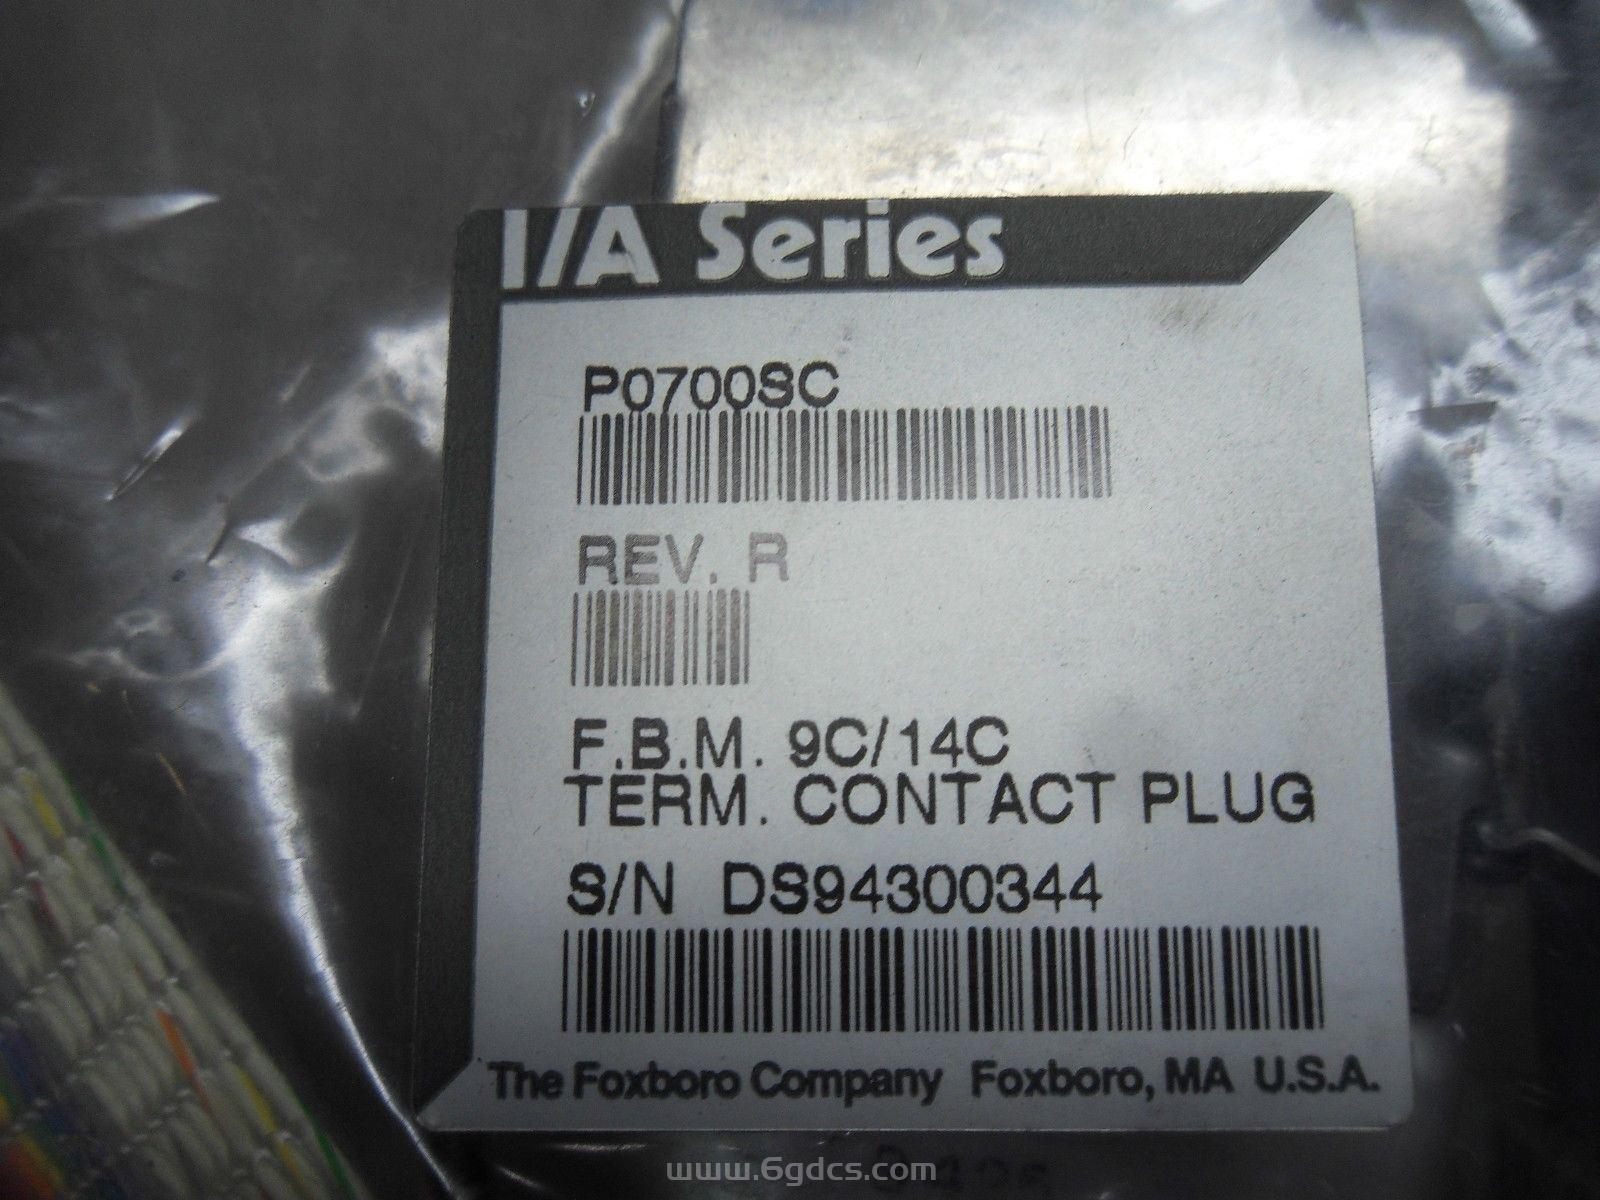 I/A Series
P0700SC
REV. R
F.B.M. 9C/14C
TERM. CONTACT PLUG
S/N DS94300344
The Foxboro Company Foxboro, MA U.S.A.
www.6gdcs.com